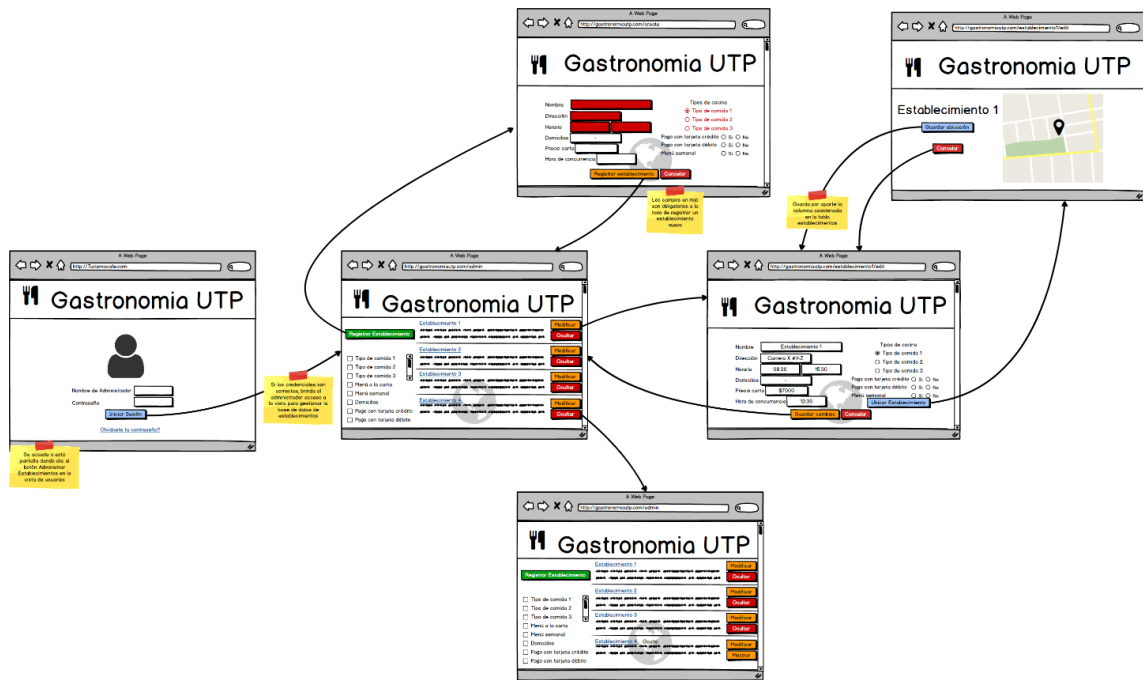 A Web Page
http://gastronomiautp.com/create
Gastronomia UTP
Nombre
Dirección
Horario
Domicilios
Precio carta
Hora de concurrencia
Tipos de cocina
Tipo de comida 1
Tipo de comida 2
Tipo de comida 3
Pago con tarjeta crédito Si No
Pago con tarjeta débito Si No
Menú semanal Si No
Registrar establecimiento Cancelar
Los campos en rojo
son obligatorios a la
hora de registrar un
establecimiento
nuevo
A Web Page
http://gastronomiautp.com/establecimiento1/edit
Gastronomia UTP
Establecimiento 1
Guardar ubicación
Cancelar
Guarda por aparte la
columna coordenada
en la tabla
establecimientos
A Web Page
http://Turismocafe.com
Gastronomia UTP
Nombre de Administrador
Contraseña
Iniciar Sesión
Olvidaste tu contraseña?
Se accede a esta
pantalla dando clic al
botón Administrar
Establecimientos en la
vista de usuarios
Si las credenciales son
correctas, brinda al
administrador acceso a
la vista para gestionar la
base de datos de
establecimientos
A Web Page
http://gastronomiautp.com/admin
Gastronomia UTP
Registrar Establecimiento
Tipo de comida 1
Tipo de comida 2
Tipo de comida 3
Menú a la carta
Menú semanal
Domicilios
Pago con tarjeta crédito
Pago con tarjeta débito
Establecimiento 1
Modificar
Ocultar
Establecimiento 2
Modificar
Ocultar
Establecimiento 3
Modificar
Ocultar
Establecimiento 4
Modificar
Ocultar
A Web Page
http://gastronomiautp.com/establecimiento1/edit
Gastronomia UTP
Nombre Establecimiento 1
Dirección Carrera X #Y-Z
Horario 08:30 15:30
Domicilios -
Precio carta $7000
Hora de concurrencia 13:30
Tipos de cocina
Tipo de comida 1
Tipo de comida 2
Tipo de comida 3
Pago con tarjeta crédito Si No
Pago con tarjeta débito Si No
Menú semanal Si No
Ubicar Establecimiento
Guardar cambios Cancelar
A Web Page
http://gastronomiautp.com/admin
Gastronomia UTP
Registrar Establecimiento
Tipo de comida 1
Tipo de comida 2
Tipo de comida 3
Menú a la carta
Menú semanal
Domicilios
Pago con tarjeta crédito
Pago con tarjeta débito
Establecimiento 1
Modificar
Ocultar
Establecimiento 2
Modificar
Ocultar
Establecimiento 3
Modificar
Ocultar
Establecimiento 4 Oculto
Modificar
Mostrar